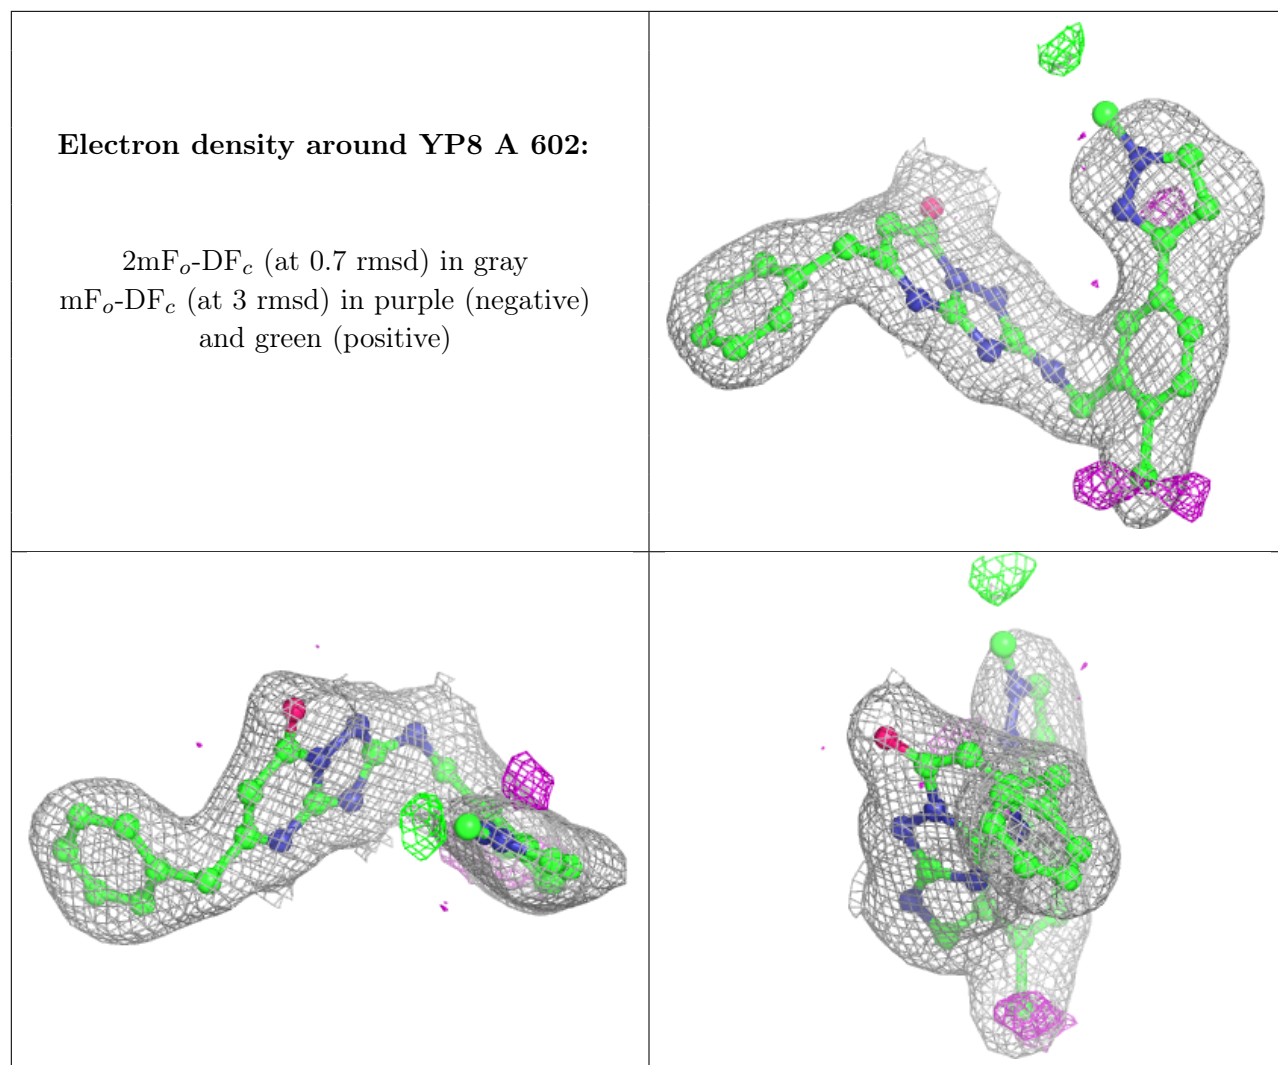 Electron density around YP8 A 602:
2mFo-DFc (at 0.7 rmsd) in gray
mFo-DFc (at 3 rmsd) in purple (negative)
and green (positive)